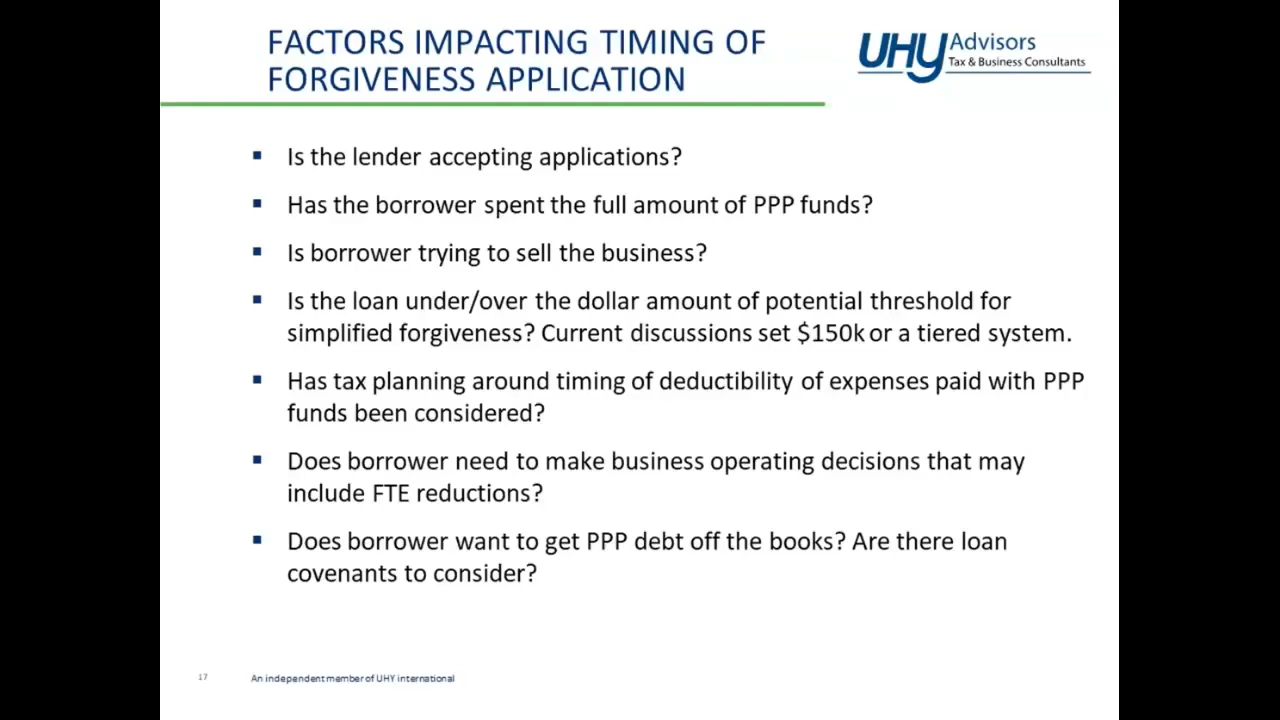 FACTORS IMPACTING TIMING OF
FORGIVENESS APPLICATION
UHY Advisors
Tax & Business Consultants
▪ Is the lender accepting applications?
▪ Has the borrower spent the full amount of PPP funds?
▪ Is borrower trying to sell the business?
▪ Is the loan under/over the dollar amount of potential threshold for
simplified forgiveness? Current discussions set $150k or a tiered system.
▪ Has tax planning around timing of deductibility of expenses paid with PPP
funds been considered?
▪ Does borrower need to make business operating decisions that may
include FTE reductions?
▪ Does borrower want to get PPP debt off the books? Are there loan
covenants to consider?
17 An independent member of UHY international